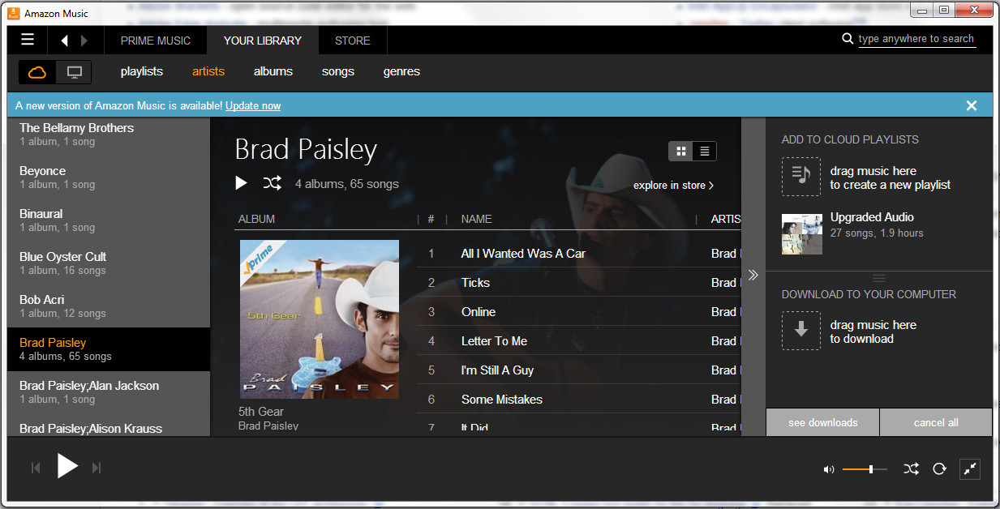 Amazon Music
PRIME MUSIC
YOUR LIBRARY
STORE
type anywhere to search
playlists
artists
albums
songs
genres
A new version of Amazon Music is available! Update now
The Bellamy Brothers
1 album, 1 song
Beyonce
1 album, 1 song
Binaural
1 album, 1 song
Blue Oyster Cult
1 album, 16 songs
Bob Acri
1 album, 12 songs
Brad Paisley
4 albums, 65 songs
Brad Paisley;Alan Jackson
1 album, 1 song
Brad Paisley;Alison Krauss
Brad Paisley
4 albums, 65 songs
explore in store
ALBUM
# NAME ARTIS
Prime
5th Gear
Brad
PAISLEY
5th Gear
Brad Paisley
1 All I Wanted Was A Car Brad
2 Ticks Brad
3 Online Brad
4 Letter To Me Brad
5 I'm Still A Guy Brad
6 Some Mistakes Brad
7 It Did Brad
ADD TO CLOUD PLAYLISTS
drag music here
to create a new playlist
Upgraded Audio
27 songs, 1.9 hours
DOWNLOAD TO YOUR COMPUTER
drag music here
to download
see downloads
cancel all